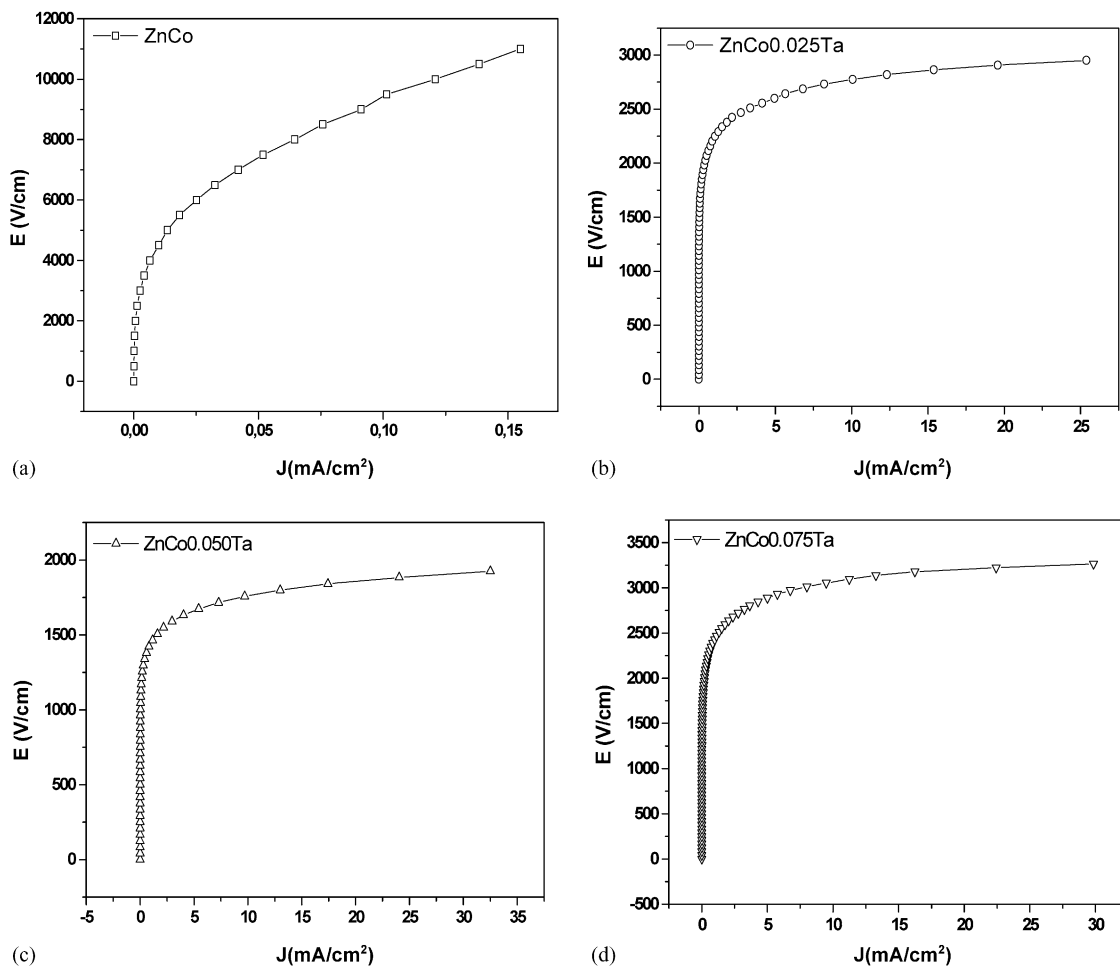 ZnCo
12000
10000
8000
6000
4000
2000
0
E (V/cm)
0,00 0,05 0,10 0,15
J(mA/cm²)
(a)
ZnCo0.025Ta
3000
2500
2000
1500
1000
500
0
E (V/cm)
0 5 10 15 20 25
J(mA/cm²)
(b)
ZnCo0.050Ta
2000
1500
1000
500
0
E (V/cm)
-5 0 5 10 15 20 25 30 35
J(mA/cm²)
(c)
ZnCo0.075Ta
3500
3000
2500
2000
1500
1000
500
0
-500
E (V/cm)
0 5 10 15 20 25 30
J(mA/cm²)
(d)